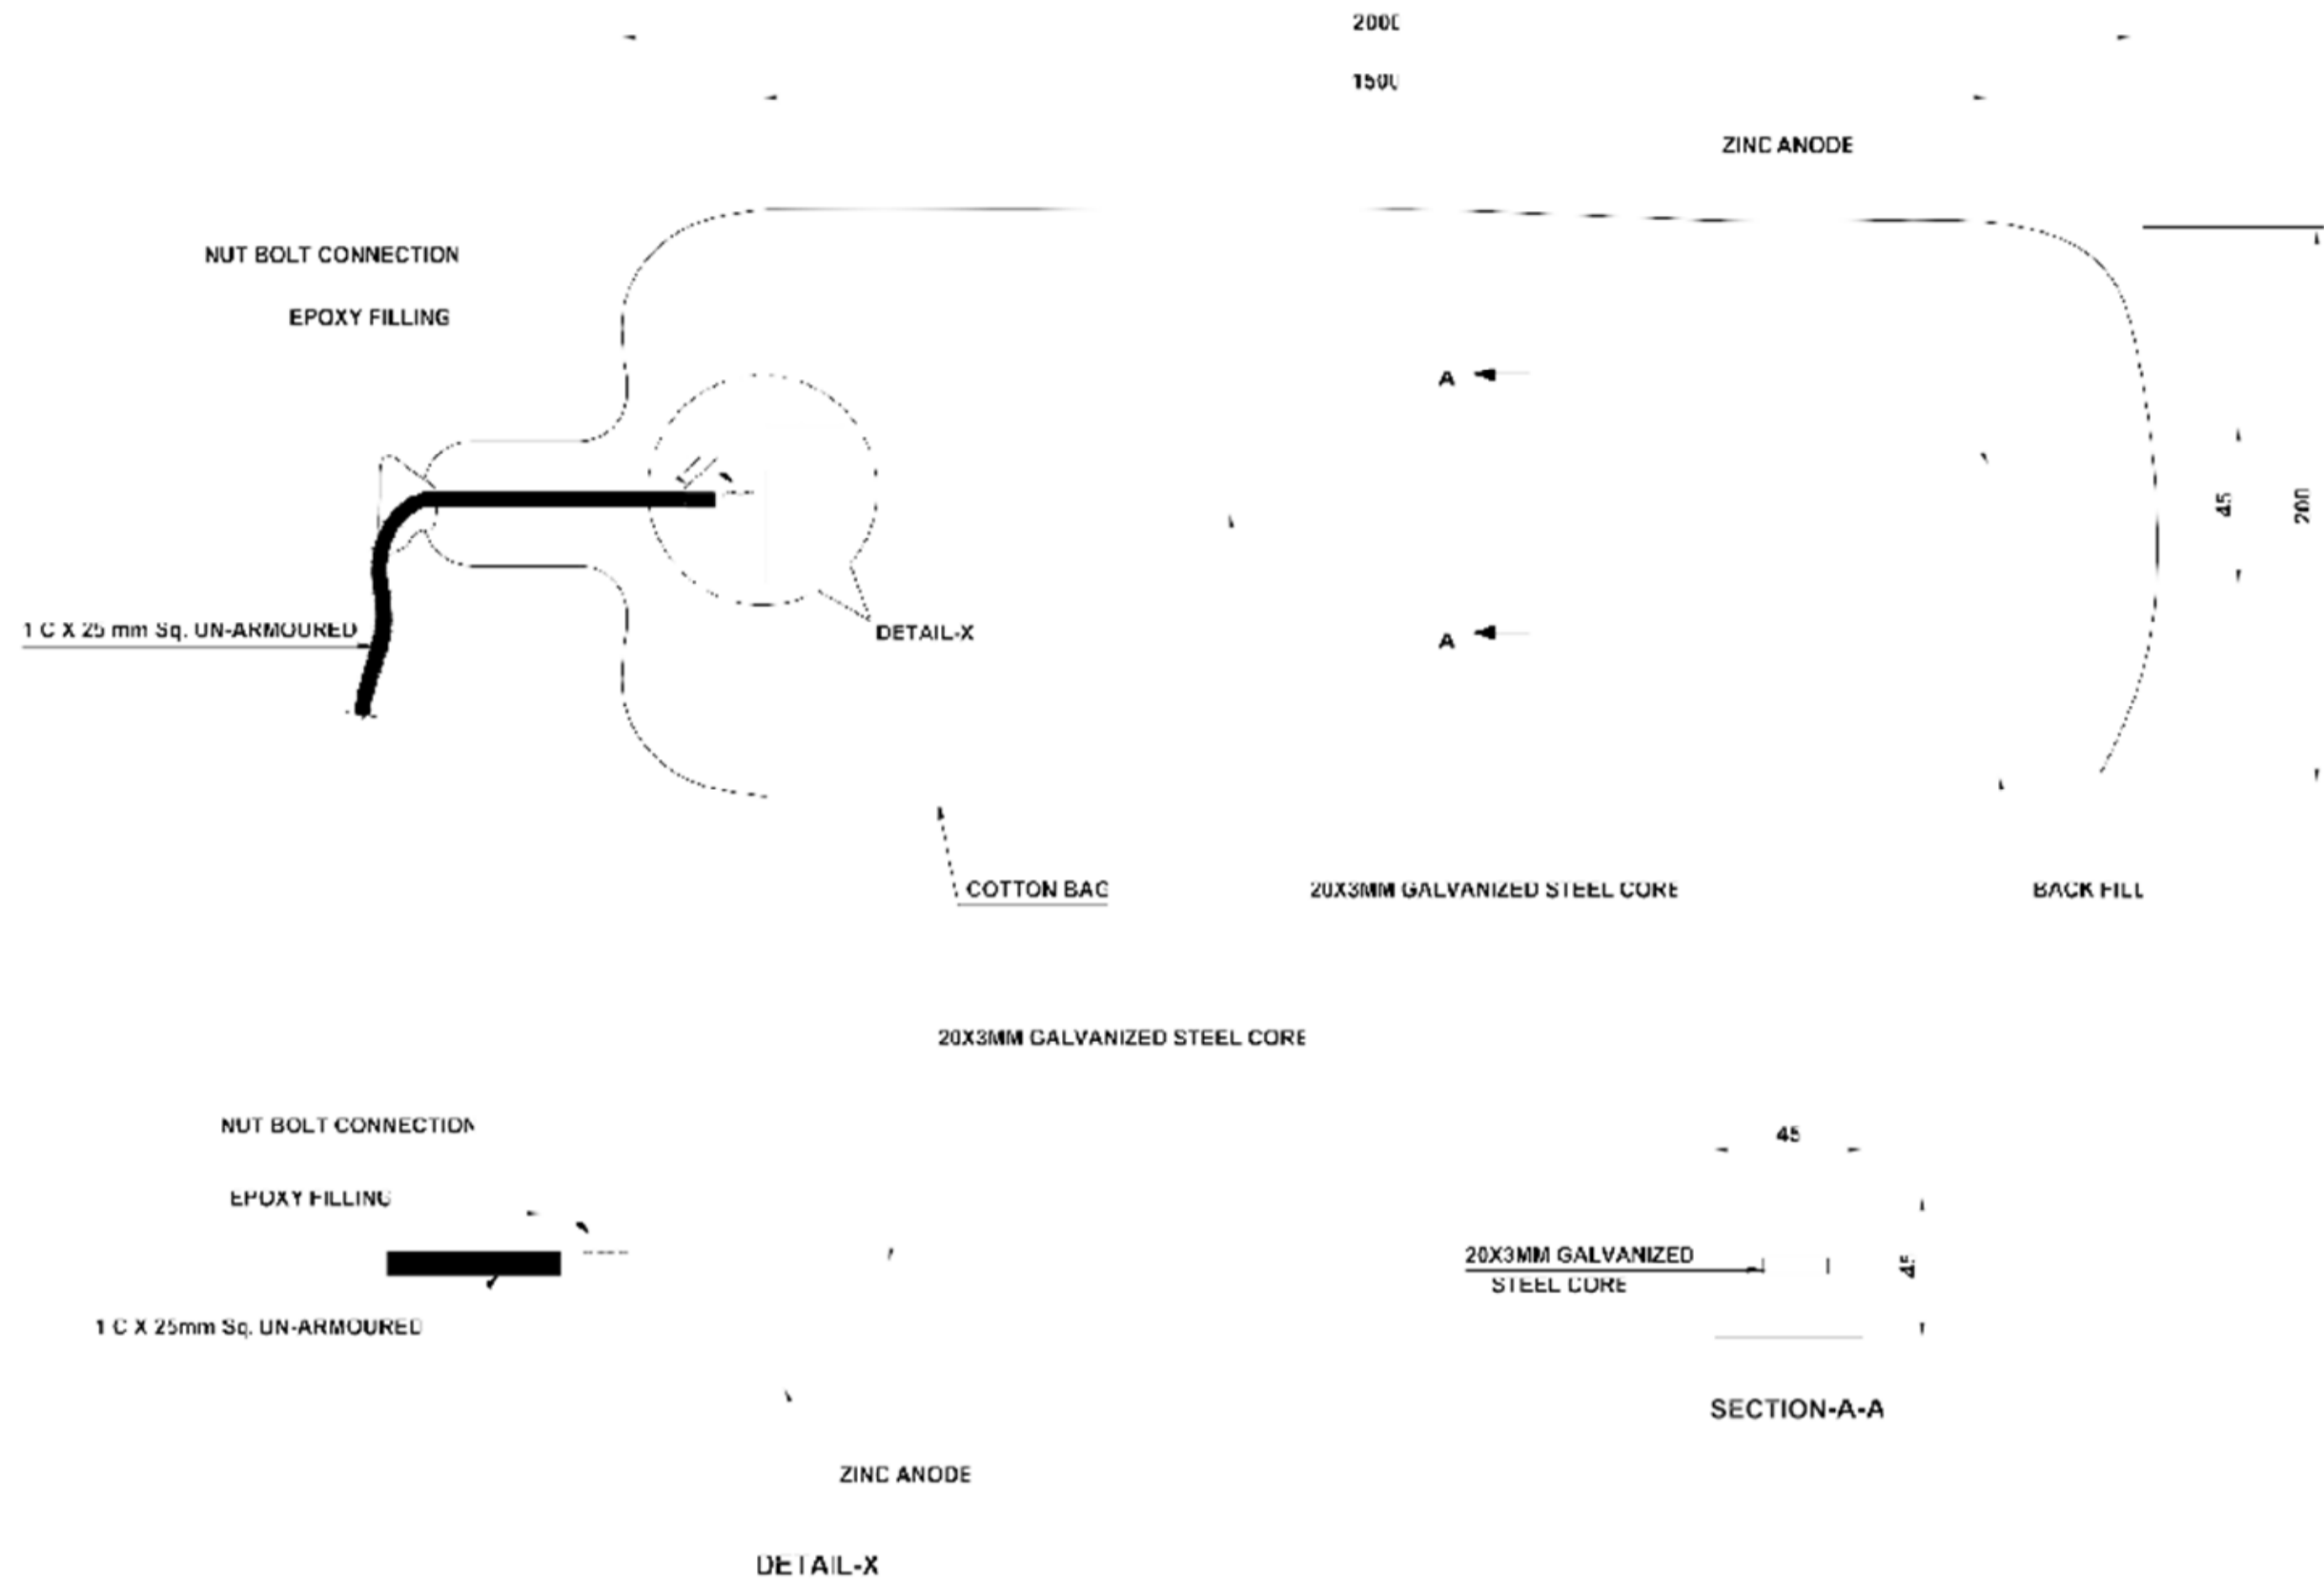 2000
1500
ZINC ANODE
NUT BOLT CONNECTION
EPOXY FILLING
A
45
200
1 C X 25 mm Sq. UN-ARMOURED
DETAIL-X
A
COTTON BAG
20X3MM GALVANIZED STEEL CORE
BACK FILL
20X3MM GALVANIZED STEEL CORE
NUT BOLT CONNECTION
45
EPOXY FILLING
20X3MM GALVANIZED
STEEL CORE
45
1 C X 25mm Sq. UN-ARMOURED
SECTION-A-A
ZINC ANODE
DETAIL-X